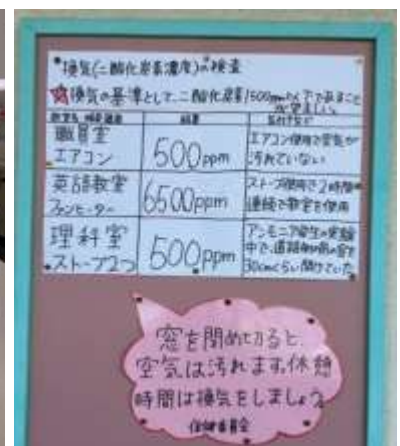 •換気(二酸化炭素濃度)の検査
換気の基準として、二酸化炭素1500ppm以下であること
が望ましい。
結果
職員室
エアコン
500ppm
エアコン使用で空気が
汚れていない
英語教室
ファンヒーター
6500ppm
ストーブ使用で2時間
連続で教室を使用
理科室
ストーブ2つ
500ppm
アンモニア発生の実験
中で、道路側の窓を
30cmくらい開けていた
窓を閉め切ると
空気は汚れます。休憩
時間は換気をしましょう
保健委員会